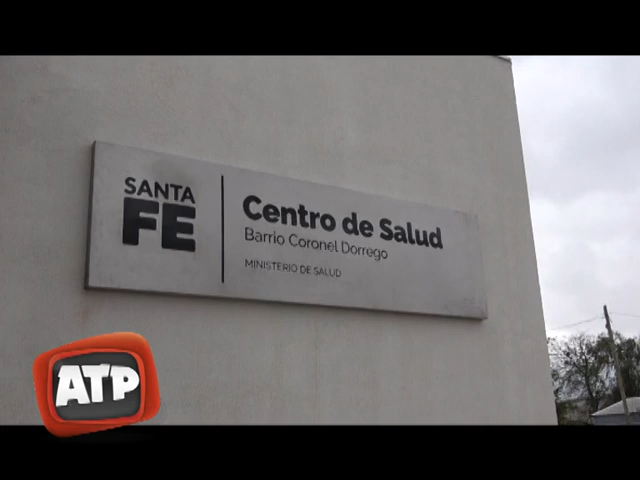 SANTA
FE
Centro de Salud
Barrio Coronel Dorrego
MINISTERIO DE SALUD
ATP